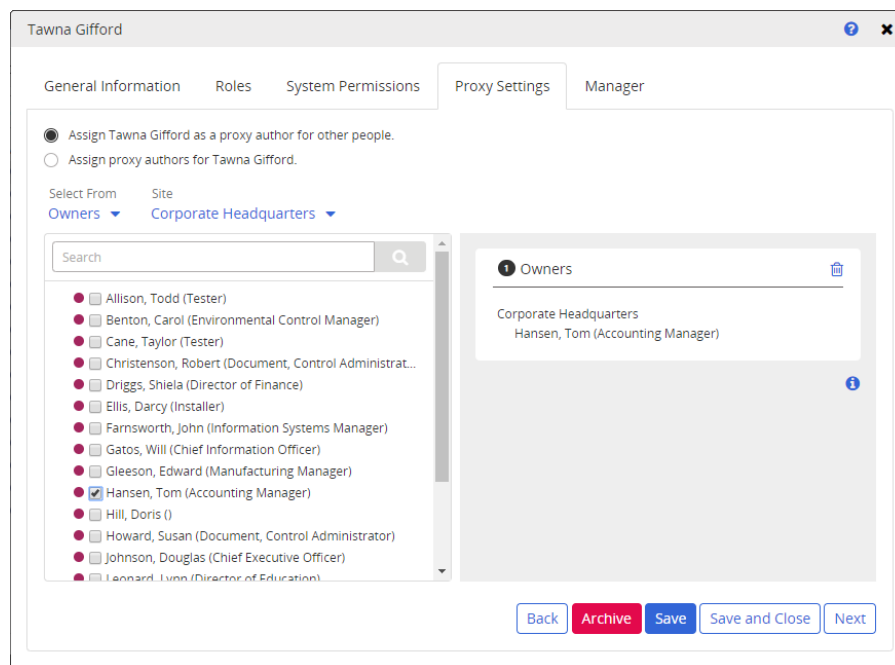 Tawna Gifford
General Information Roles System Permissions Proxy Settings Manager
Assign Tawna Gifford as a proxy author for other people.
Assign proxy authors for Tawna Gifford.
Select From Site
Owners Corporate Headquarters
Search
Allison, Todd (Tester)
Benton, Carol (Environmental Control Manager)
Cane, Taylor (Tester)
Christenson, Robert (Document, Control Administrat...
Driggs, Shiela (Director of Finance)
Ellis, Darcy (Installer)
Farnsworth, John (Information Systems Manager)
Gatos, Will (Chief Information Officer)
Gleeson, Edward (Manufacturing Manager)
Hansen, Tom (Accounting Manager)
Hill, Doris ()
Howard, Susan (Document, Control Administrator)
Johnson, Douglas (Chief Executive Officer)
Leonard, Lynn (Director of Education)
1 Owners
Corporate Headquarters
Hansen, Tom (Accounting Manager)
Back Archive Save Save and Close Next